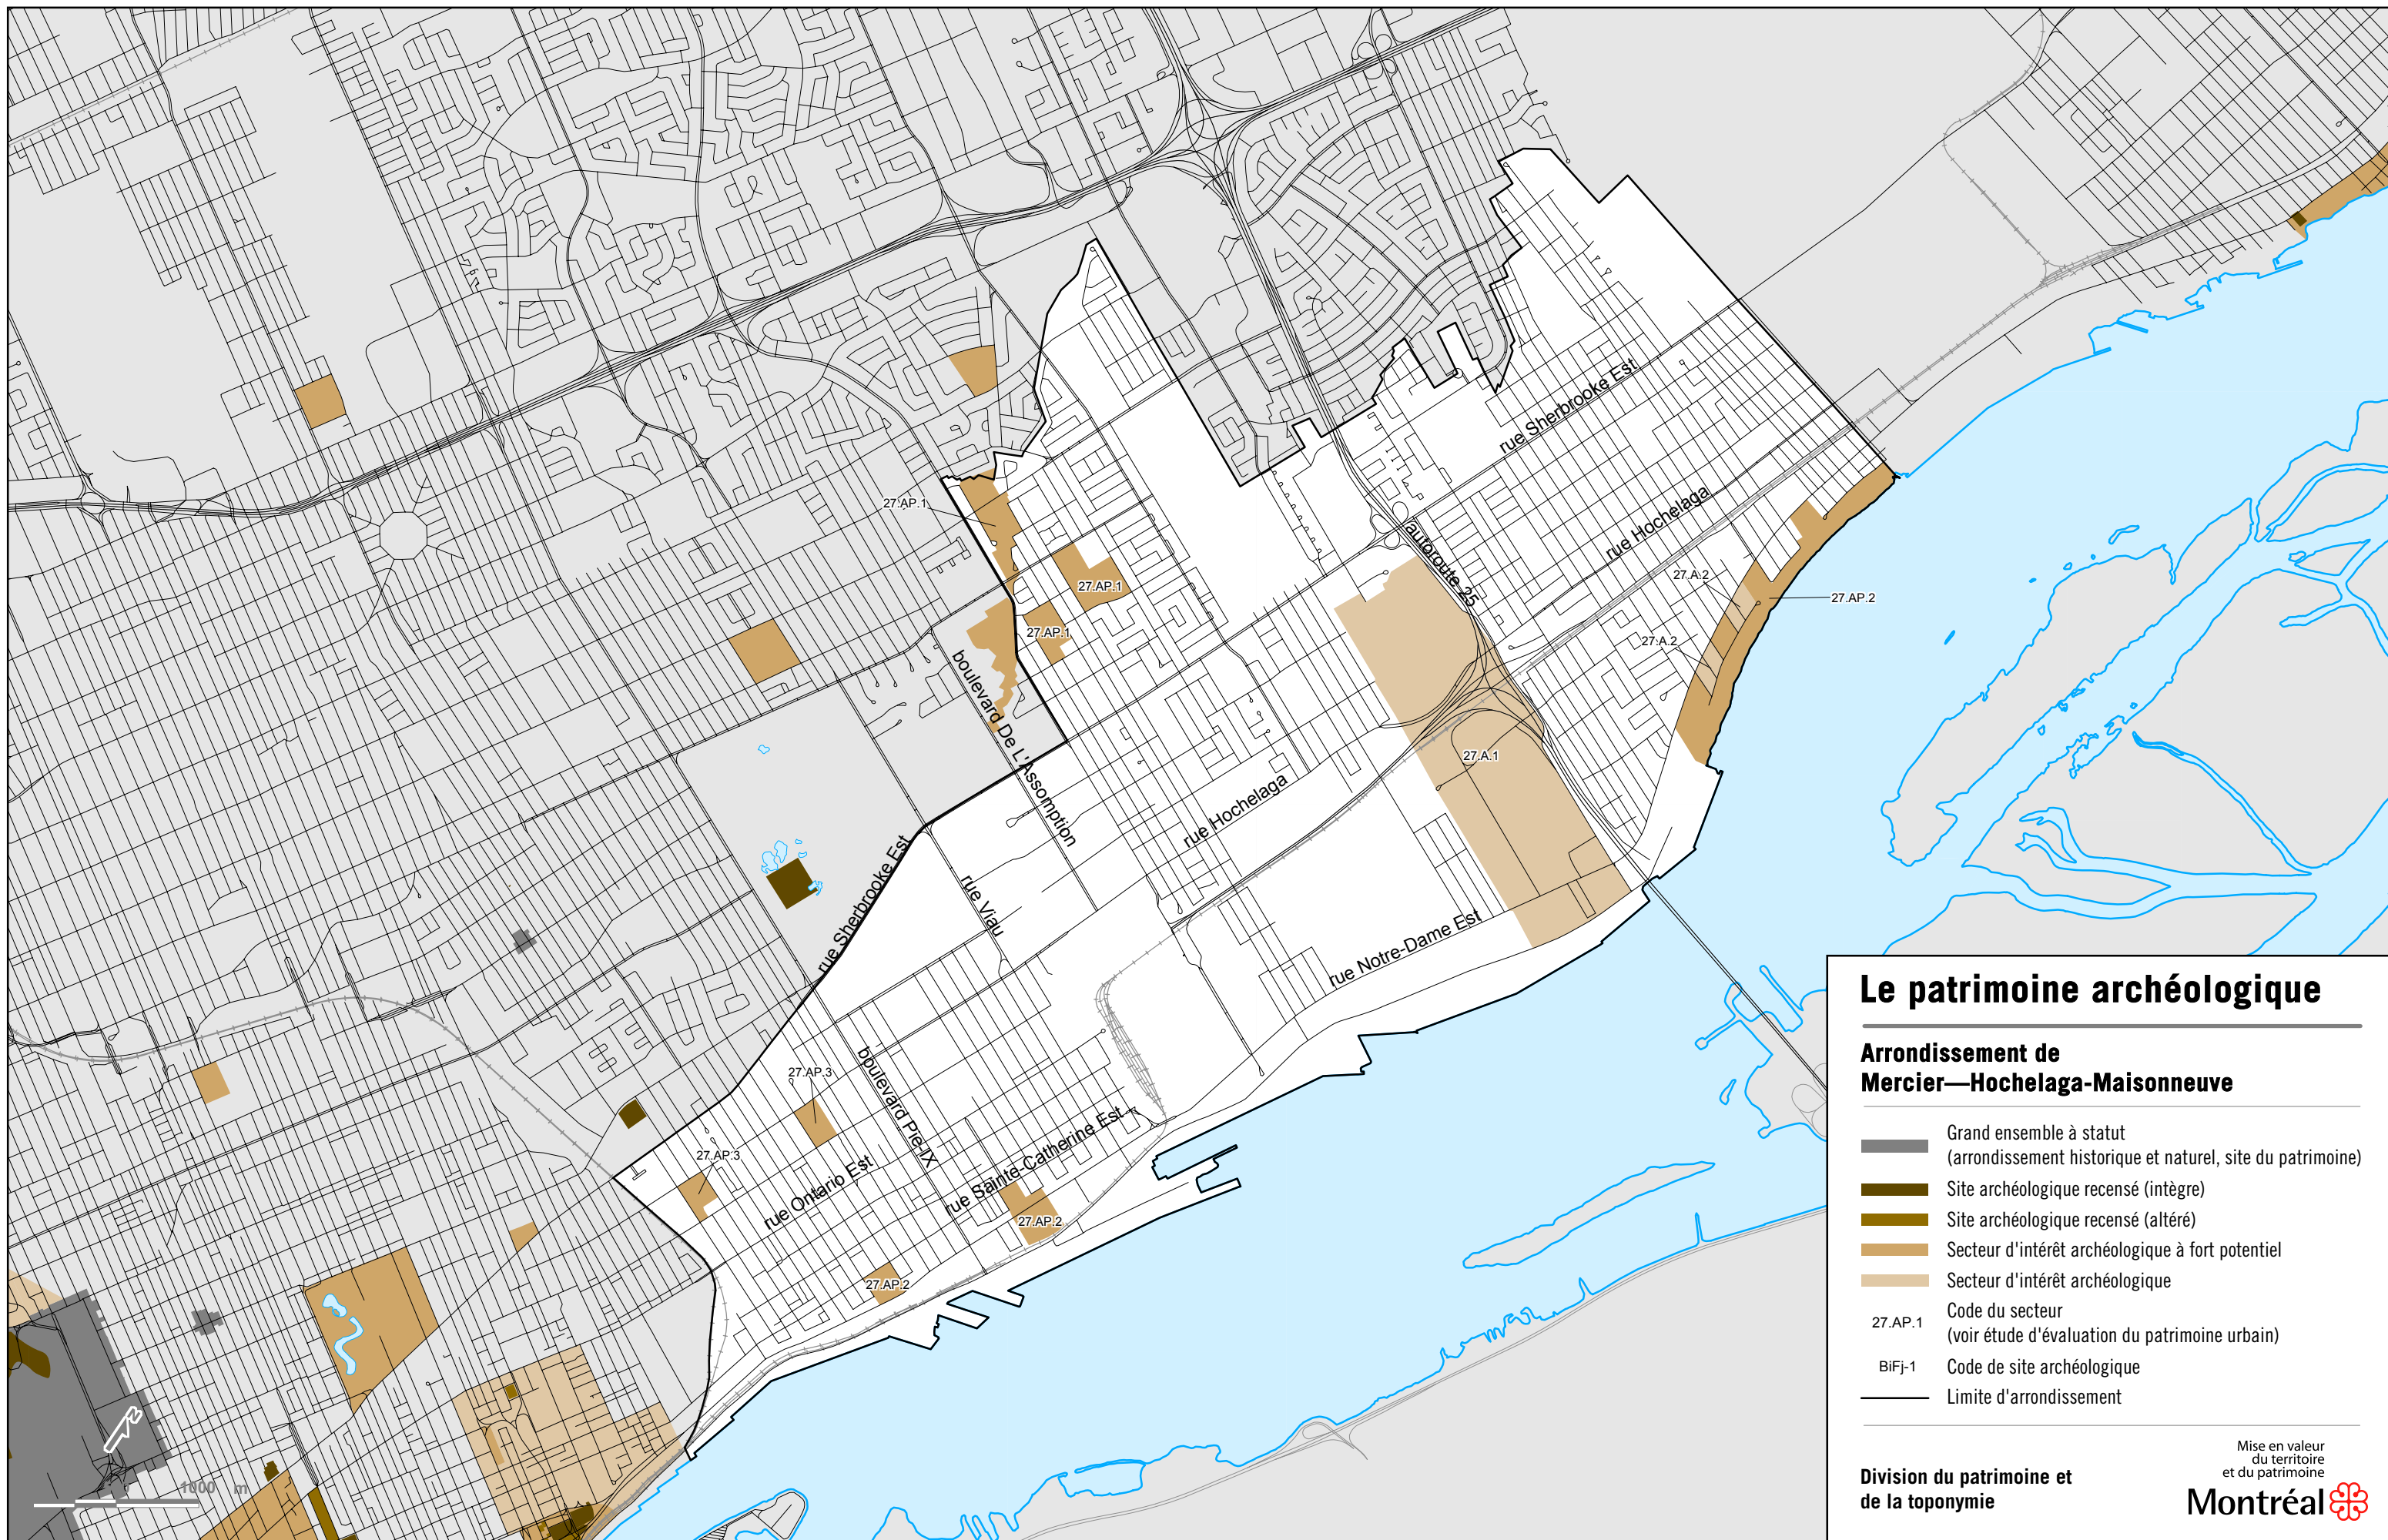 rue Sherbrooke Est
27.AP.1
autoroute 25
rue Hochelaga
27.A.2
27.AP.1
27.AP.2
27.AP.1
27.A.2
boulevard De L'Assomption
27.A.1
rue Hochelaga
rue Sherbrooke Est
rue Viau
rue Notre-Dame Est
27.AP.3
boulevard Pie-IX
27.AP.3
rue Ontario Est
rue Sainte-Catherine Est
27.AP.2
27.AP.2
1000 m
Le patrimoine archéologique
Arrondissement de
Mercier—Hochelaga-Maisonneuve
Grand ensemble à statut
(arrondissement historique et naturel, site du patrimoine)
Site archéologique recensé (intègre)
Site archéologique recensé (altéré)
Secteur d'intérêt archéologique à fort potentiel
Secteur d'intérêt archéologique
27.AP.1
Code du secteur
(voir étude d'évaluation du patrimoine urbain)
BiFj-1
Code de site archéologique
Limite d'arrondissement
Division du patrimoine et
de la toponymie
Mise en valeur
du territoire
et du patrimoine
Montréal